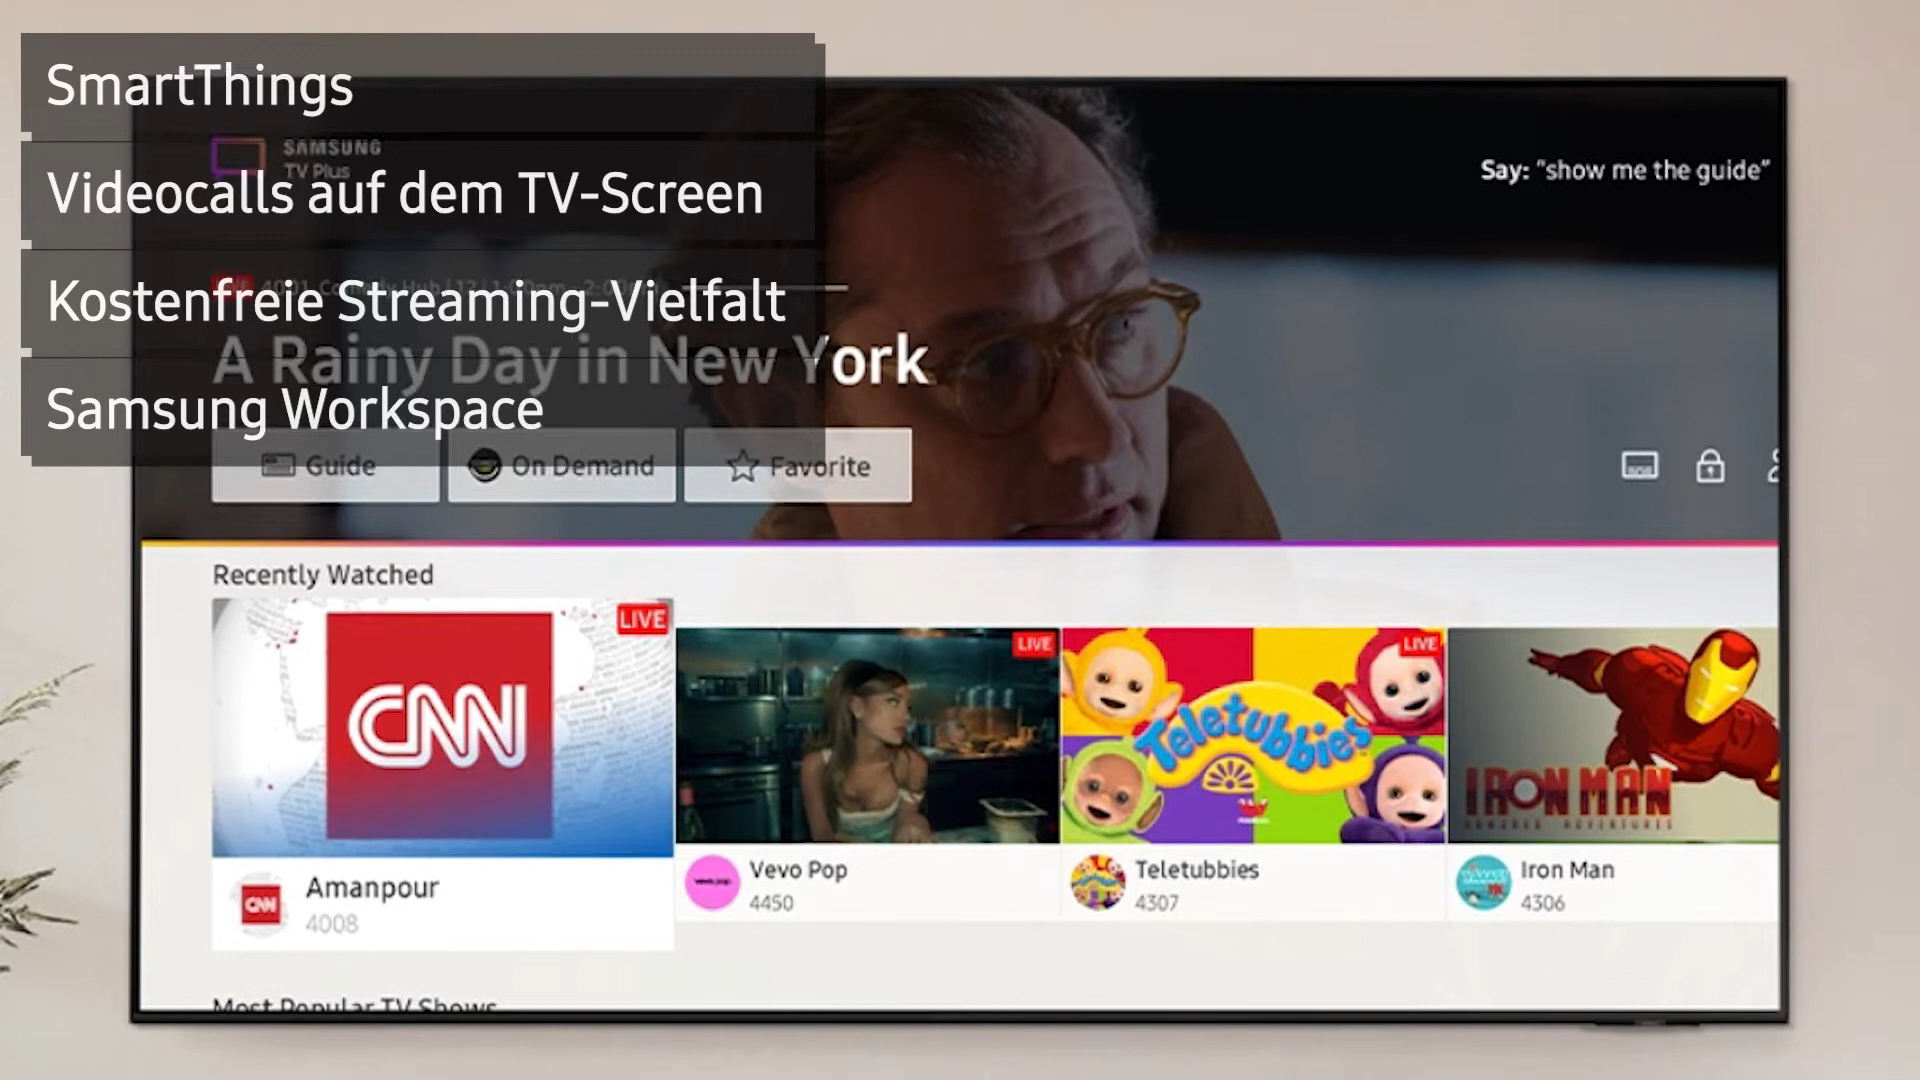 SmartThings
Videocalls auf dem TV-Screen
Kostenfreie Streaming-Vielfalt
Samsung Workspace
SAMSUNG
TV Plus
Say: "show me the guide"
A Rainy Day in New York
Guide
On Demand
Favorite
Recently Watched
LIVE
CNN
LIVE
LIVE
Teletubbies
IRON MAN
CNN
Amanpour
4008
Vevo Pop
4450
Teletubbies
4307
Iron Man
4306
Most Popular TV Shows